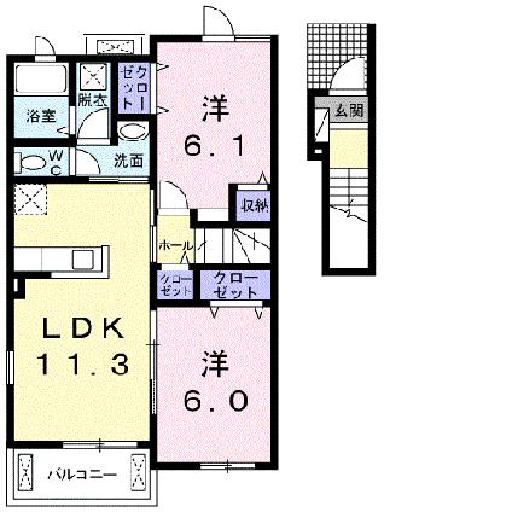 浴室
脱衣
クロー
ゼット
洋
6.1
玄関
WC
洗面
収納
ホール
クロー
ゼット
クロー
ゼット
LDK
11.3
洋
6.0
バルコニー